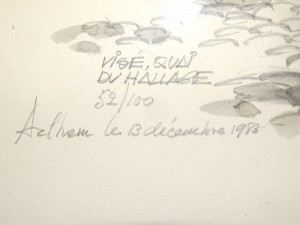 VISÉ, QUAI
DU HALLAGE
52/100
le 13 décembre 1983